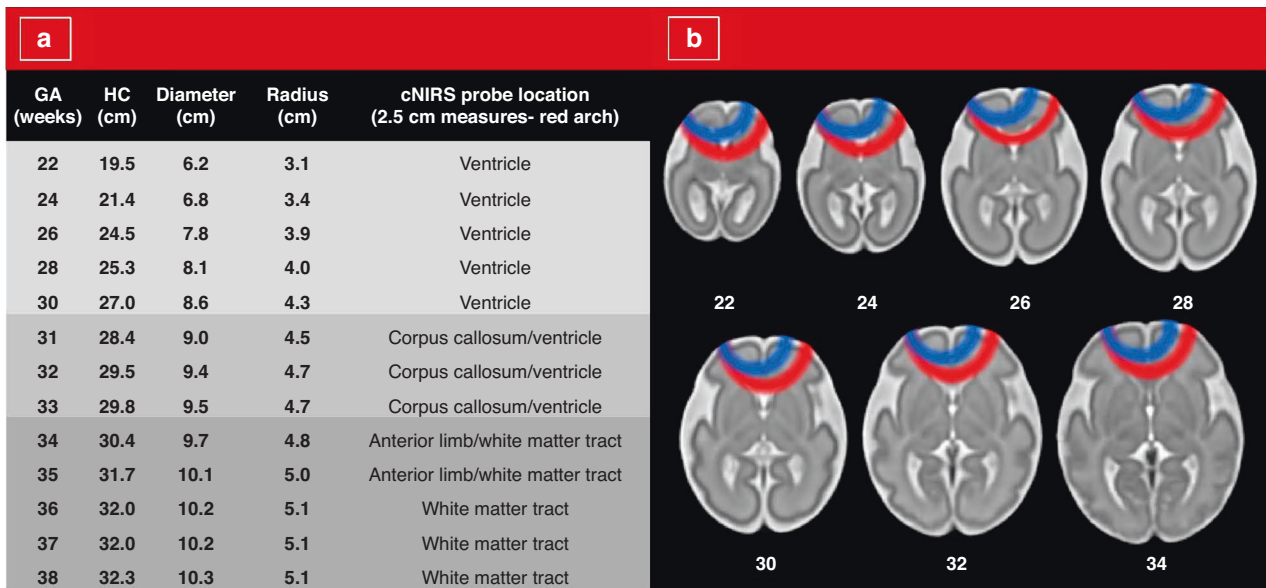 a
GA (weeks) HC (cm) Diameter (cm) Radius (cm) cNIRS probe location (2.5 cm measures- red arch)
22 19.5 6.2 3.1 Ventricle
24 21.4 6.8 3.4 Ventricle
26 24.5 7.8 3.9 Ventricle
28 25.3 8.1 4.0 Ventricle
30 27.0 8.6 4.3 Ventricle
31 28.4 9.0 4.5 Corpus callosum/ventricle
32 29.5 9.4 4.7 Corpus callosum/ventricle
33 29.8 9.5 4.7 Corpus callosum/ventricle
34 30.4 9.7 4.8 Anterior limb/white matter tract
35 31.7 10.1 5.0 Anterior limb/white matter tract
36 32.0 10.2 5.1 White matter tract
37 32.0 10.2 5.1 White matter tract
38 32.3 10.3 5.1 White matter tract
b
22 24 26 28
30 32 34